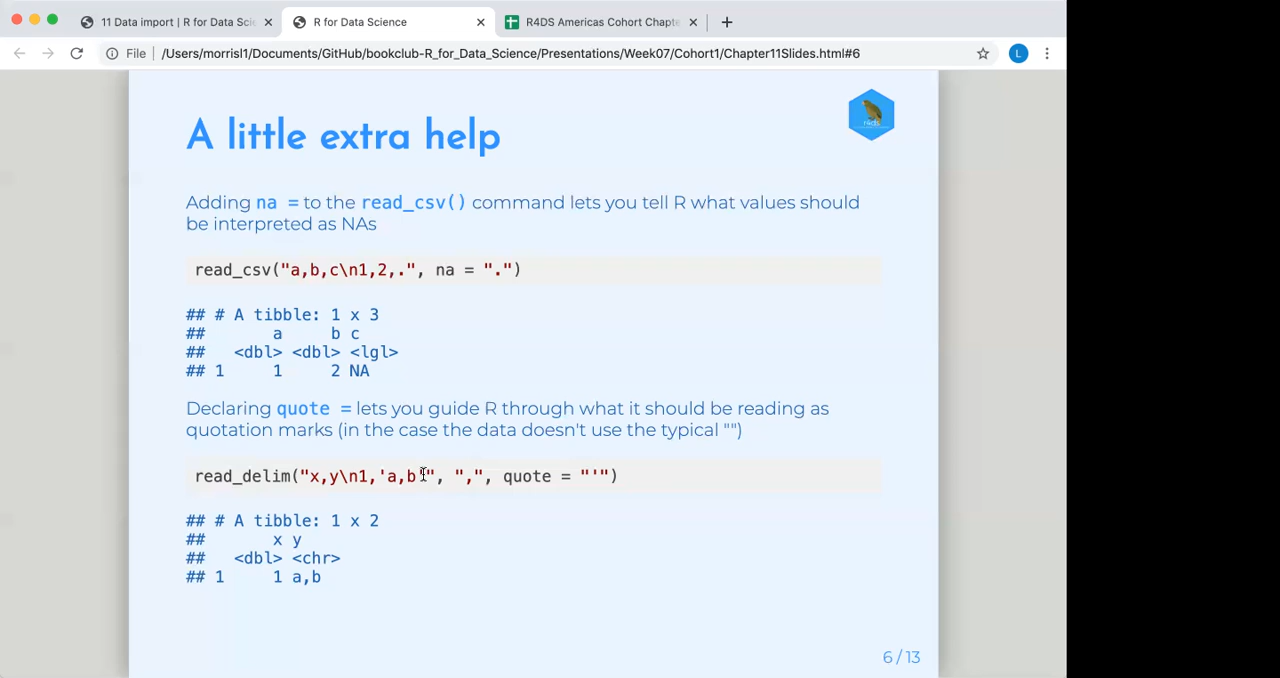 11 Data import | R for Data Scie
R for Data Science
R4DS Americas Cohort Chapte
File
/Users/morrisl1/Documents/GitHub/bookclub-R_for_Data_Science/Presentations/Week07/Cohort1/Chapter11Slides.html#6
L
A little extra help
r4ds
Adding na = to the read_csv() command lets you tell R what values should
be interpreted as NAs
read_csv("a,b,c\n1,2,.", na = ".")
## # A tibble: 1 x 3
##       a     b c
##   <dbl> <dbl> <lgl>
## 1     1     2 NA
Declaring quote = lets you guide R through what it should be reading as
quotation marks (in the case the data doesn't use the typical "")
read_delim("x,y\n1,'a,b'", ",", quote = "'")
## # A tibble: 1 x 2
##       x y
##   <dbl> <chr>
## 1     1 a,b
6 / 13